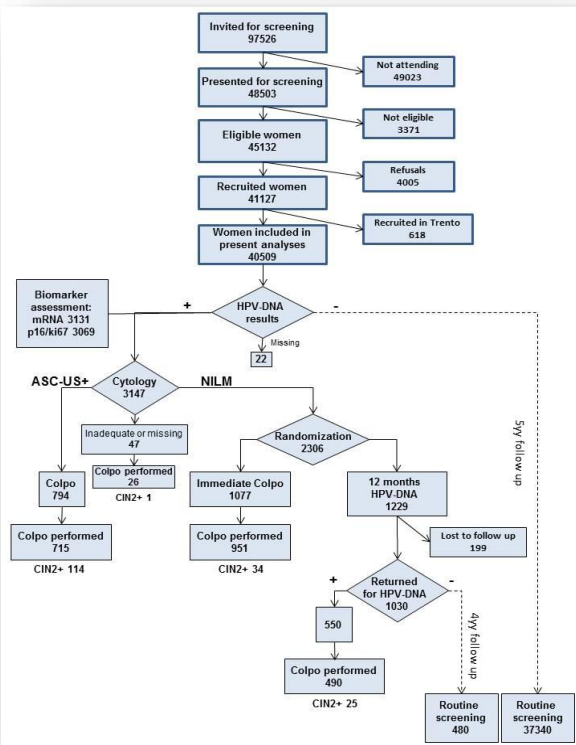 Invited for screening
97526
Not attending
49023
Presented for screening
48503
Not eligible
3371
Eligible women
45132
Refusals
4005
Recruited women
41127
Recruited in Trento
618
Women included in
present analyses
40509
Biomarker
assessment:
mRNA 3131
p16/ki67 3069
+
HPV-DNA
results
-
Missing
22
ASC-US+
Cytology
3147
NILM
Inadequate or missing
47
Colpo performed
26
CIN2+ 1
Randomization
2306
5yy follow up
Colpo
794
Immediate Colpo
1077
12 months
HPV-DNA
1229
Colpo performed
715
CIN2+ 114
Colpo performed
951
CIN2+ 34
Lost to follow up
199
+
Returned
for HPV-DNA
1030
-
550
4yy follow up
Colpo performed
490
CIN2+ 25
Routine
screening
480
Routine
screening
37340